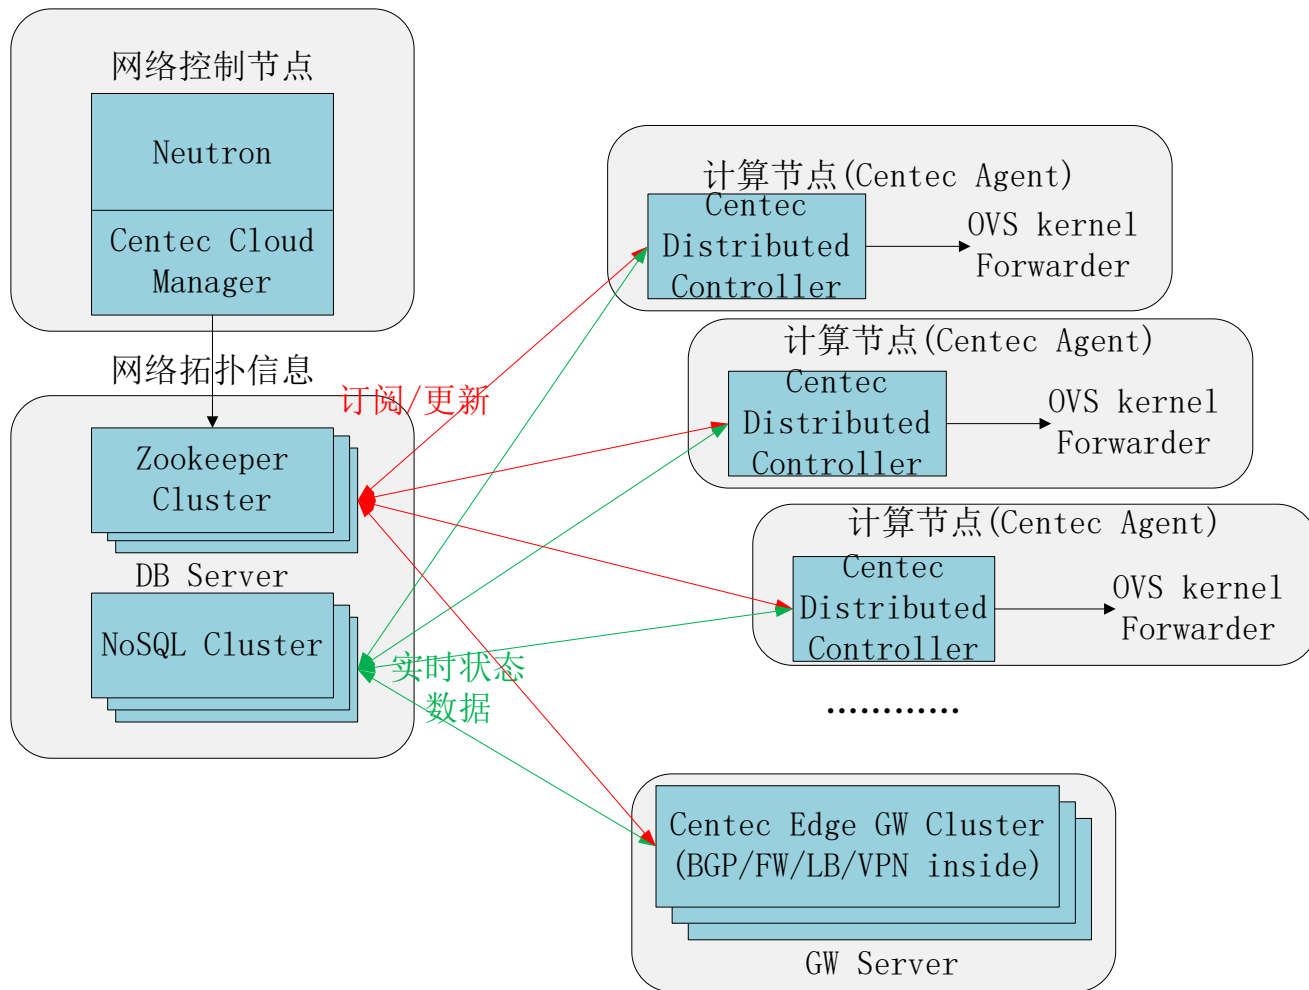 网络控制节点
Neutron
Centec Cloud
Manager
网络拓扑信息
订阅/更新
Zookeeper
Cluster
DB Server
NoSQL Cluster
实时状态
数据
计算节点(Centec Agent)
Centec
Distributed
Controller
OVS kernel
Forwarder
计算节点(Centec Agent)
Centec
Distributed
Controller
OVS kernel
Forwarder
计算节点(Centec Agent)
Centec
Distributed
Controller
OVS kernel
Forwarder
…………
Centec Edge GW Cluster
(BGP/FW/LB/VPN inside)
GW Server